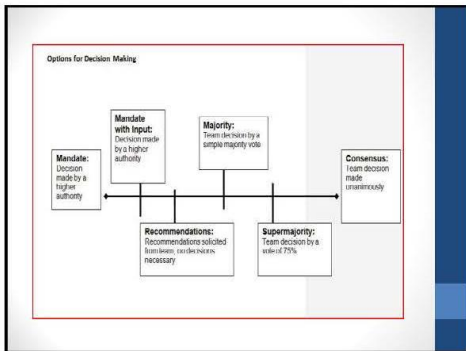 Options for Decision Making
Mandate:
Decision
made by a
higher
authority
Mandate
with Input:
Decision made
by a higher
authority
Recommendations:
Recommendations solicited
from team, no decisions
necessary
Majority:
Team decision by a
simple majority vote
Supermajority:
Team decision by a
vote of 75%
Consensus:
Team decision
made
unanimously